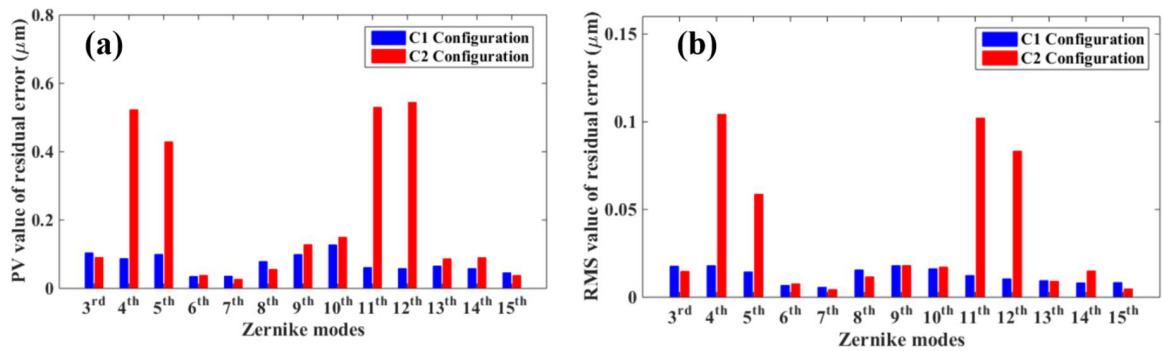 (a)
PV value of residual error (μm)
0.8
0.6
0.4
0.2
0
C1 Configuration
C2 Configuration
3rd 4th 5th 6th 7th 8th 9th 10th 11th 12th 13th 14th 15th
Zernike modes
(b)
RMS value of residual error (μm)
0.15
0.1
0.05
0
C1 Configuration
C2 Configuration
3rd 4th 5th 6th 7th 8th 9th 10th 11th 12th 13th 14th 15th
Zernike modes